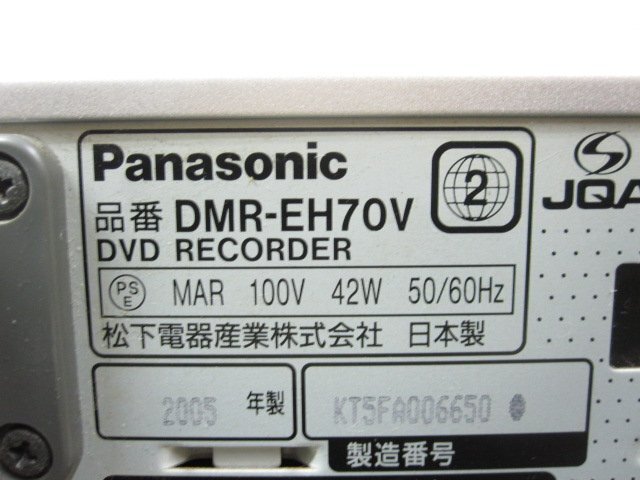 Panasonic
2
JQA
品番 DMR-EH70V
DVD RECORDER
PS E MAR 100V 42W 50/60Hz
松下電器産業株式会社 日本製
2005 年製
KT5FA006650
製造番号